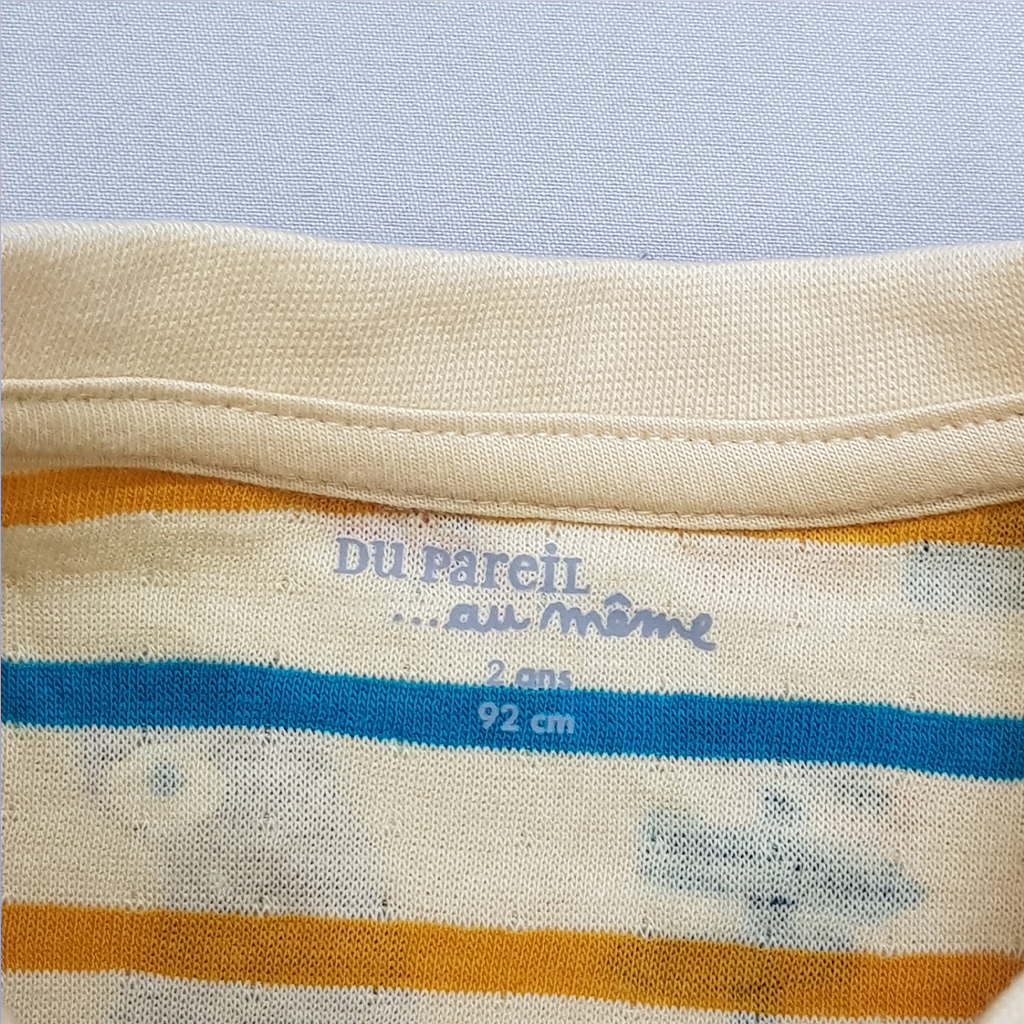 DU PareiL
...au même
2 ans
92 cm